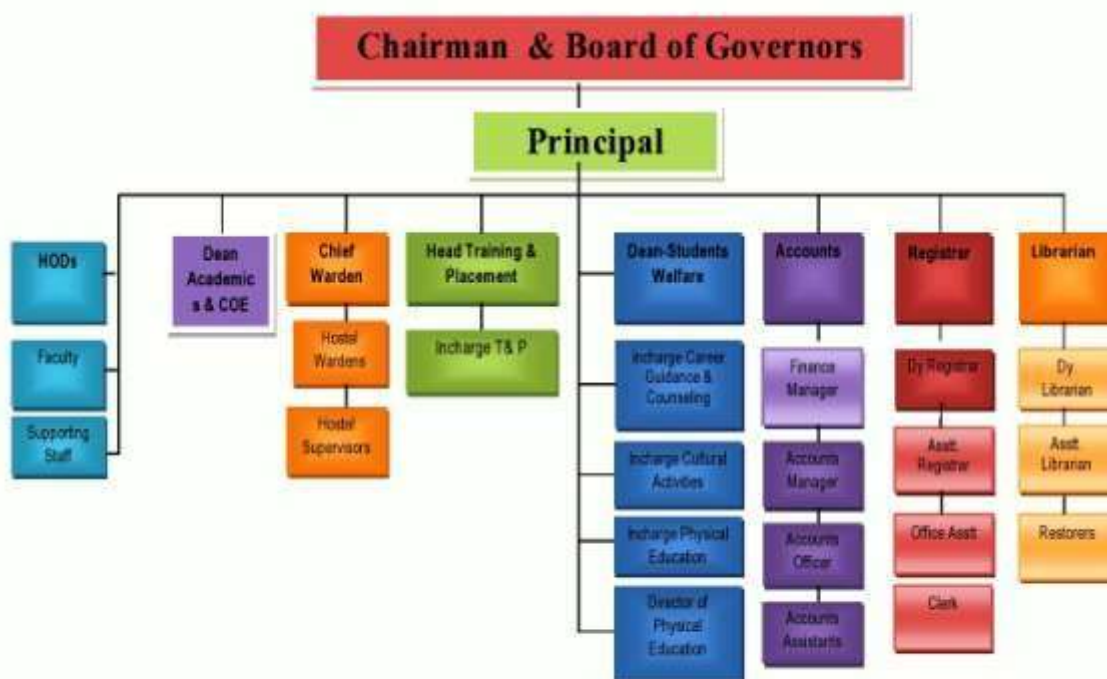 Chairman & Board of Governors
Principal
HODs
Faculty
Supporting
Staff
Dean
Academic
s & COE
Chief
Warden
Hostel
Wardens
Hostel
Supervisors
Head Training &
Placement
Incharge T& P
Dean-Students
Welfare
Incharge Career
Guidance &
Counseling
Incharge Cultural
Activities
Incharge Physical
Education
Director of
Physical
Education
Accounts
Finance
Manager
Accounts
Manager
Accounts
Officer
Accounts
Assistants
Registrar
Dy Registrar
Asstt.
Registrar
Office Asstt
Clerk
Librarian
Dy
Librarian
Asstt
Librarian
Restorers